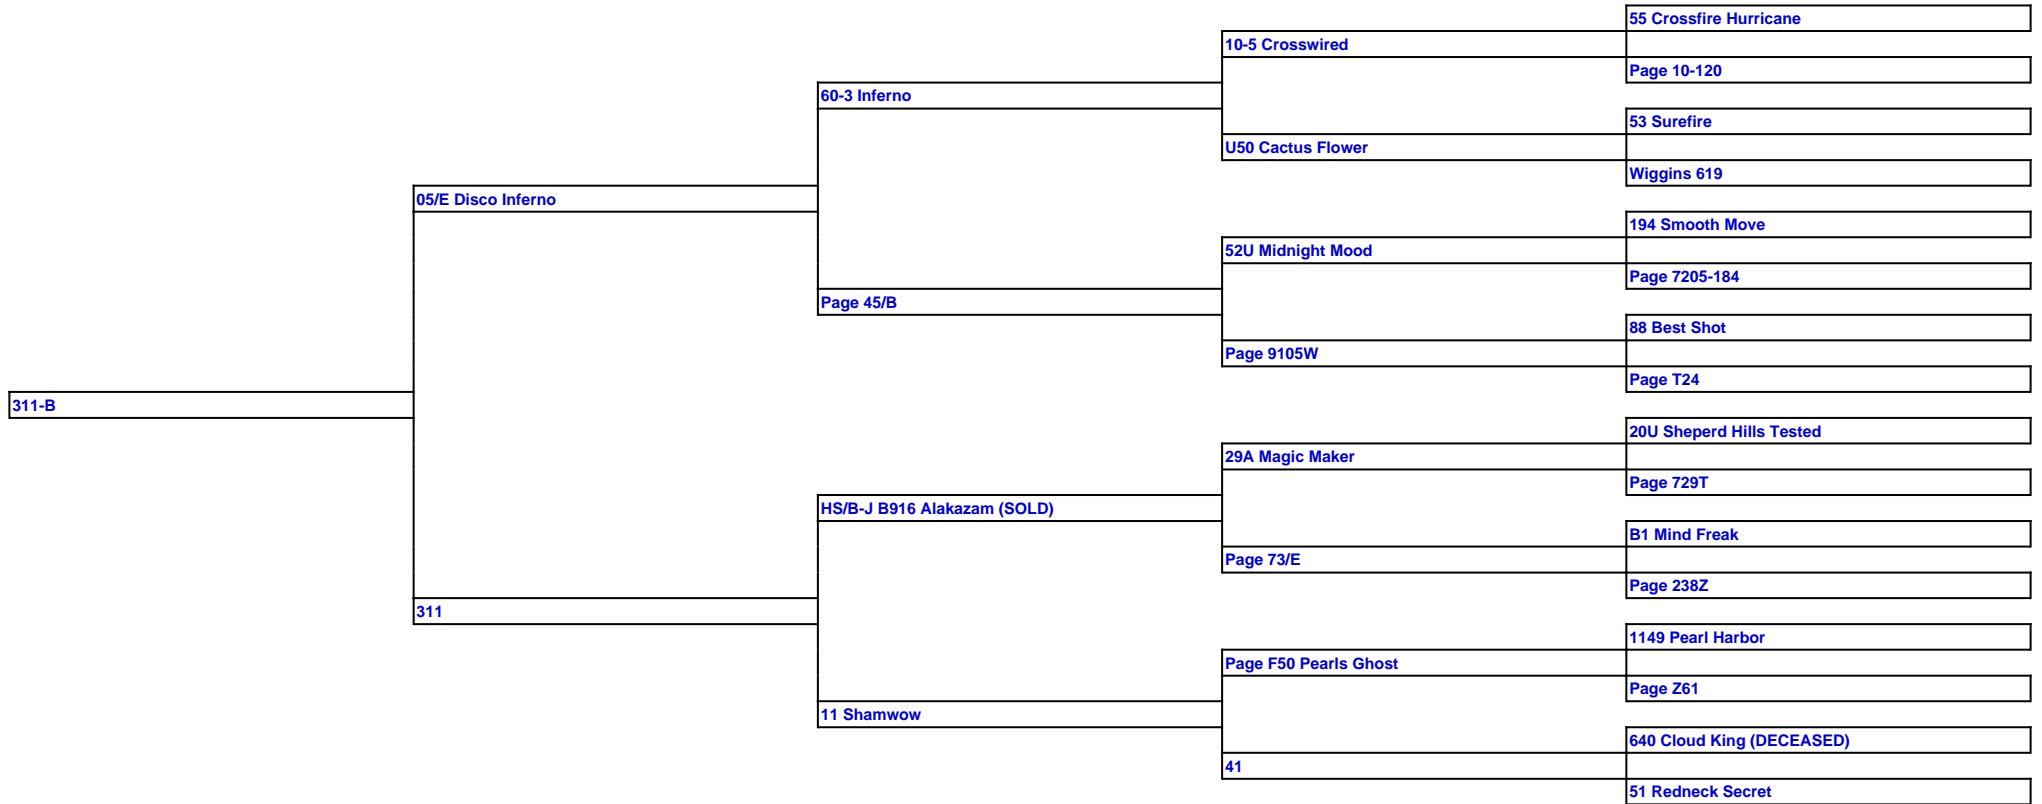 55 Crossfire Hurricane
10-5 Crosswired
Page 10-120
60-3 Inferno
53 Surefire
U50 Cactus Flower
Wiggins 619
05/E Disco Inferno
194 Smooth Move
52U Midnight Mood
Page 7205-184
Page 45/B
88 Best Shot
Page 9105W
Page T24
311-B
20U Sheperd Hills Tested
29A Magic Maker
Page 729T
HS/B-J B916 Alakazam (SOLD)
B1 Mind Freak
Page 73/E
Page 238Z
311
1149 Pearl Harbor
Page F50 Pearls Ghost
Page Z61
11 Shamwow
640 Cloud King (DECEASED)
41
51 Redneck Secret